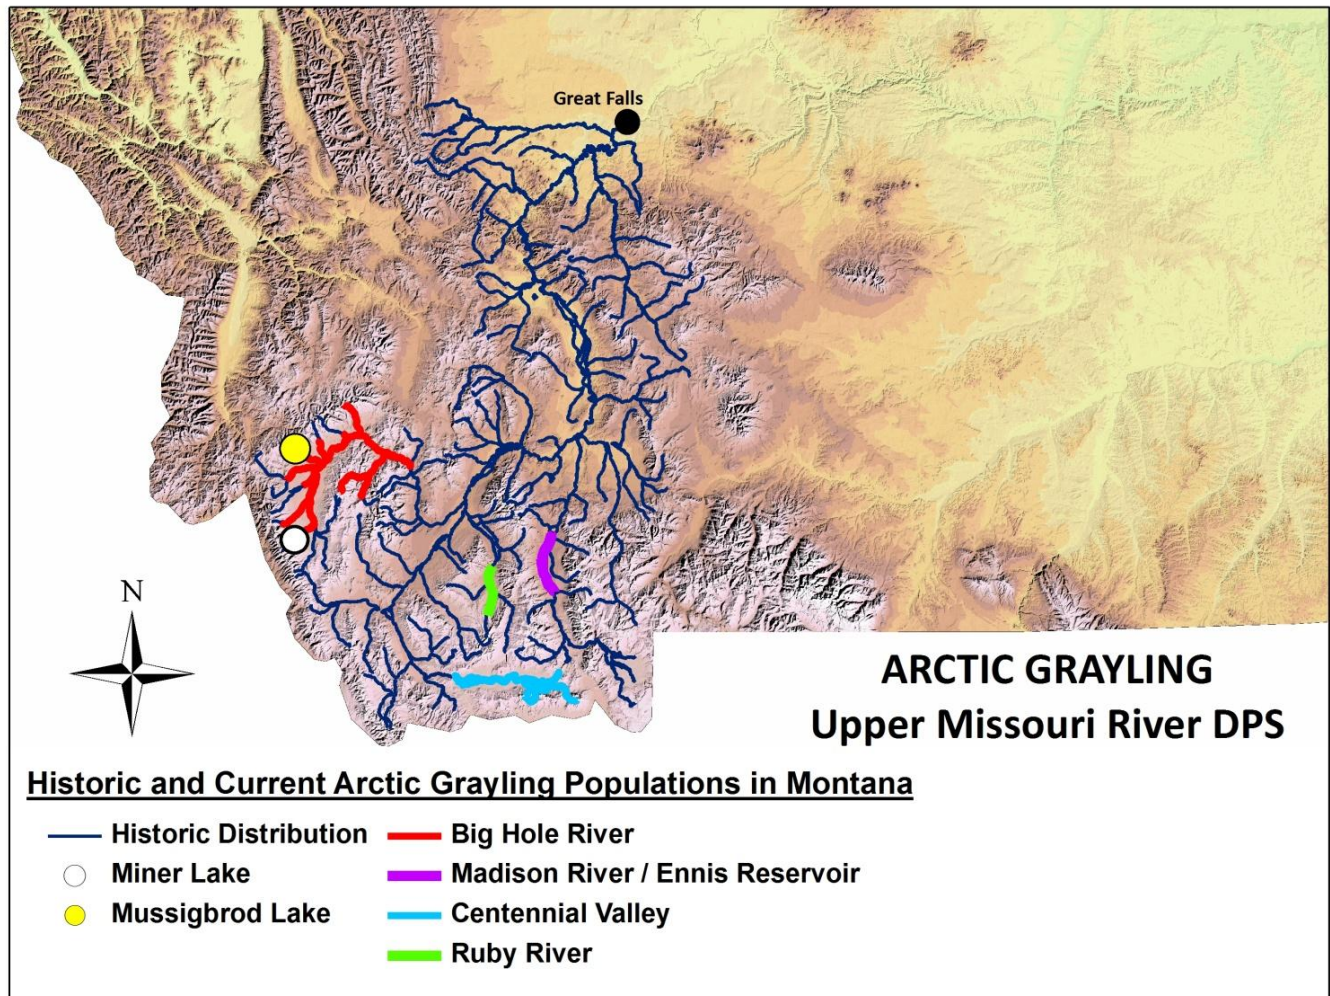 Great Falls
N
ARCTIC GRAYLING
Upper Missouri River DPS
Historic and Current Arctic Grayling Populations in Montana
Historic Distribution
Big Hole River
Miner Lake
Madison River / Ennis Reservoir
Mussigbrod Lake
Centennial Valley
Ruby River